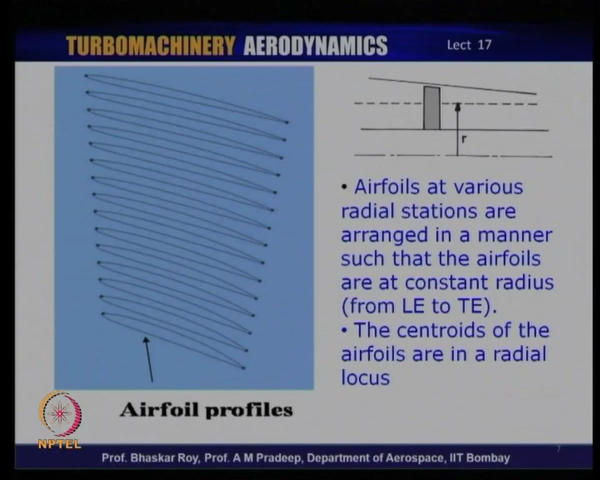 TURBOMACHINERY AERODYNAMICS
Lect 17
r
• Airfoils at various
radial stations are
arranged in a manner
such that the airfoils
are at constant radius
(from LE to TE).
• The centroids of the
airfoils are in a radial
locus
Airfoil profiles
NPTEL
Prof. Bhaskar Roy, Prof. A M Pradeep, Department of Aerospace, IIT Bombay
7